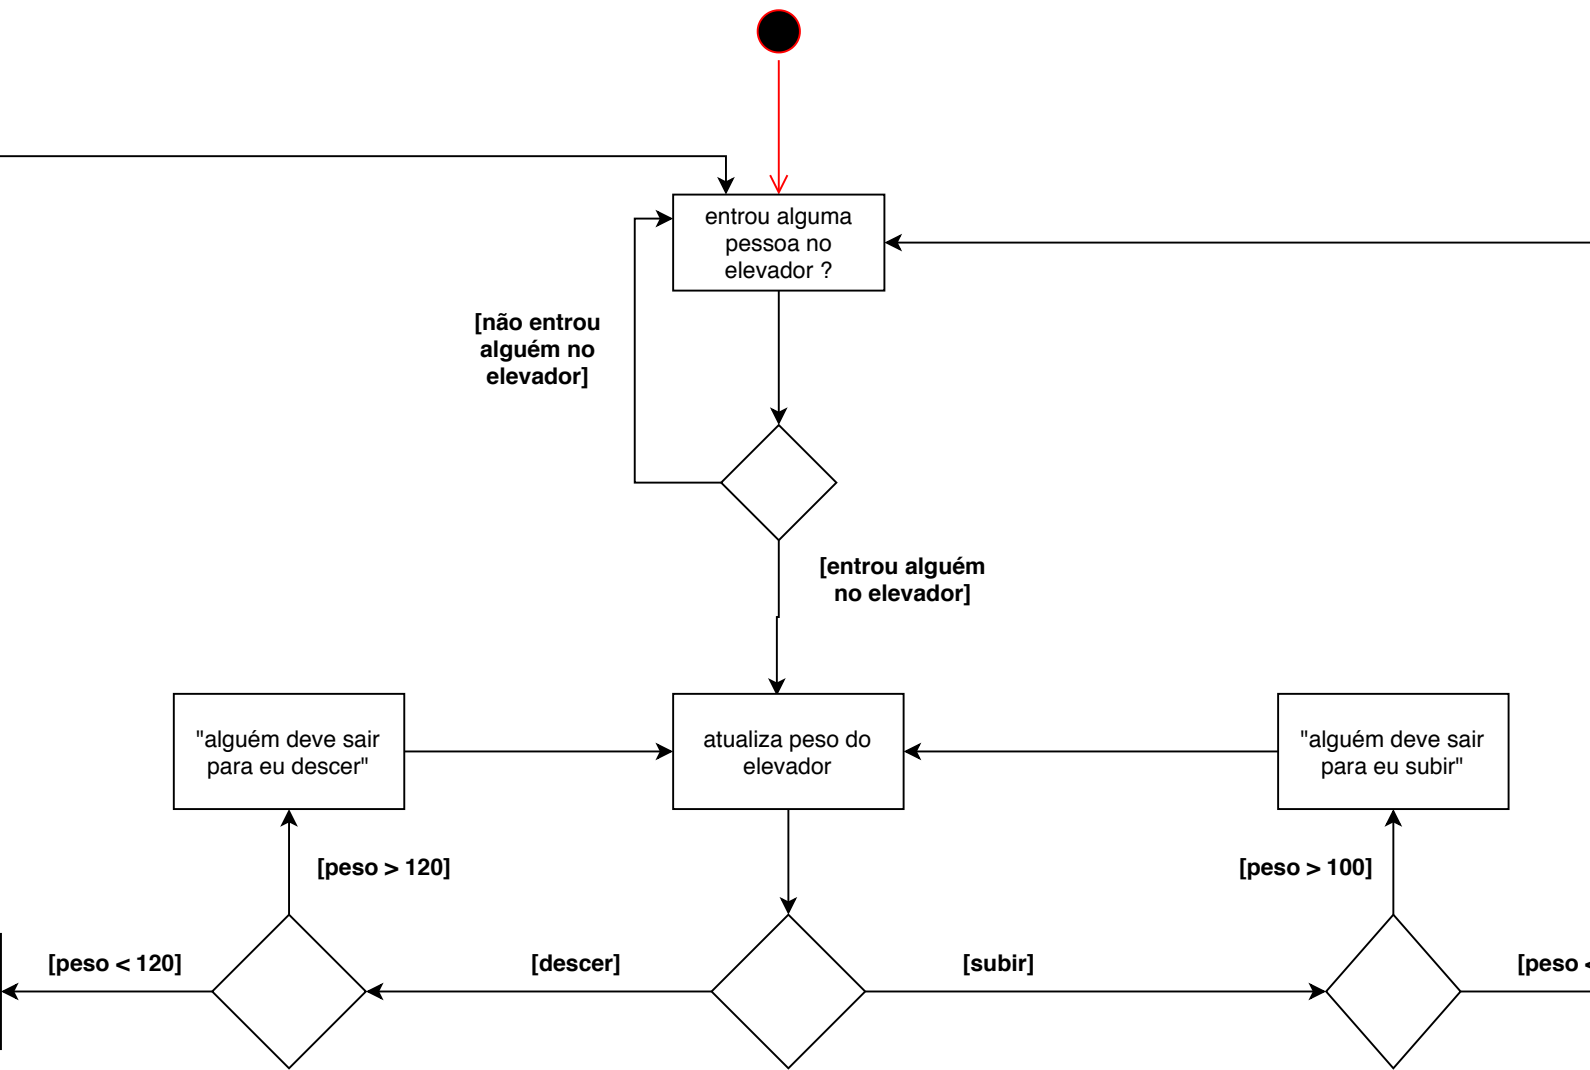 entrou alguma
pessoa no
elevador ?
[não entrou
alguém no
elevador]
[entrou alguém
no elevador]
"alguém deve sair
para eu descer"
atualiza peso do
elevador
"alguém deve sair
para eu subir"
[peso > 120]
[peso > 100]
[peso < 120]
[descer]
[subir]
[peso <